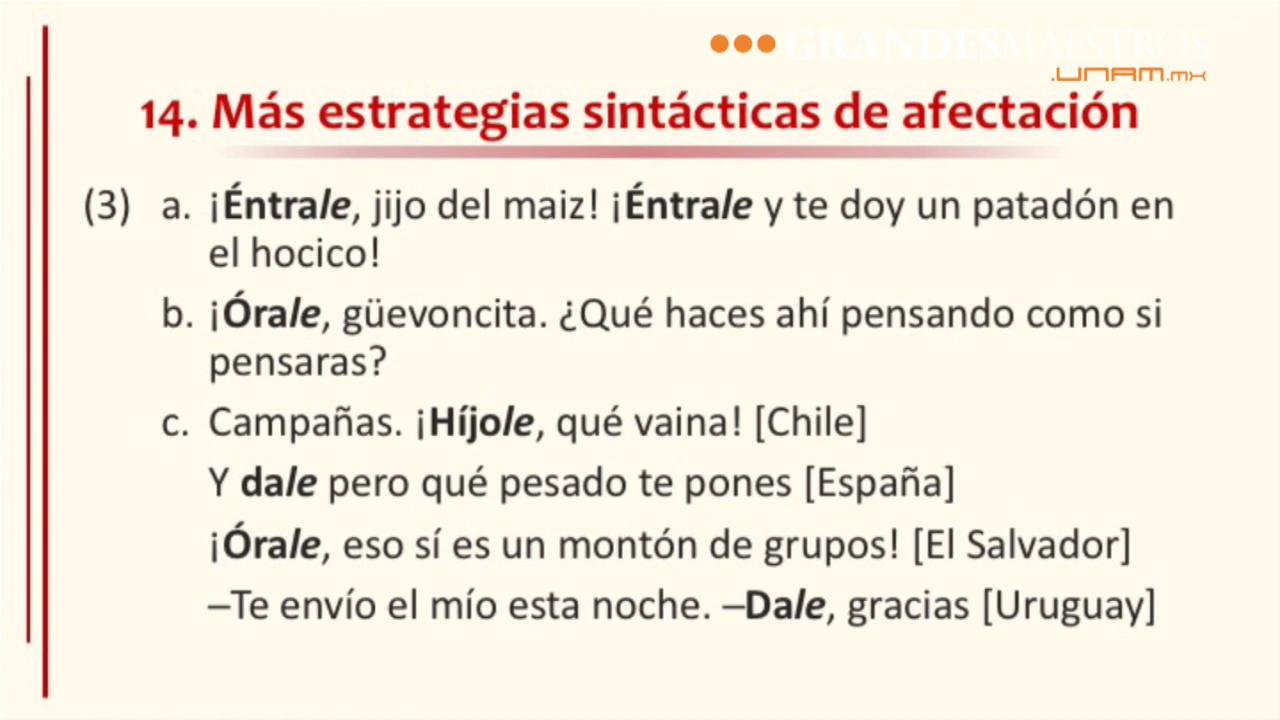 GRANDESMAESTROS
.UNAM.mx
14. Más estrategias sintácticas de afectación
(3) a. ¡Éntrale, jijo del maiz! ¡Éntrale y te doy un patadón en
el hocico!
b. ¡Órale, güevoncita. ¿Qué haces ahí pensando como si
pensaras?
c. Campañas. ¡Híjole, qué vaina! [Chile]
Y dale pero qué pesado te pones [España]
¡Órale, eso sí es un montón de grupos! [El Salvador]
–Te envío el mío esta noche. –Dale, gracias [Uruguay]